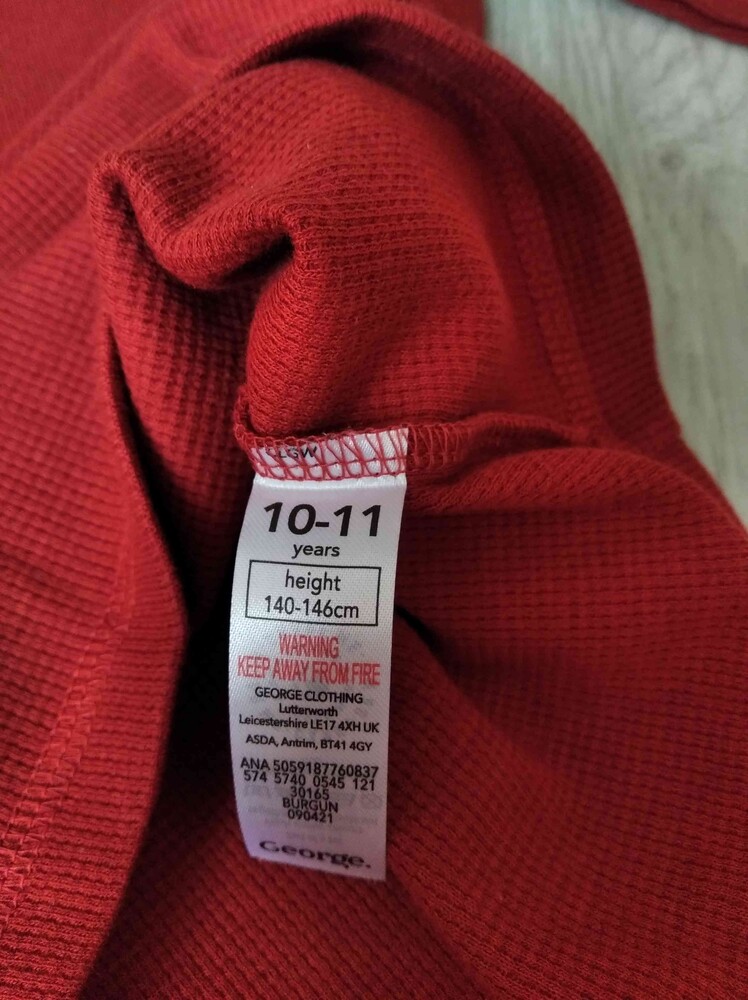 LGW
10-11
years
height
140-146cm
WARNING
KEEP AWAY FROM FIRE
GEORGE CLOTHING
Lutterworth
Leicestershire LE17 4XH UK
ASDA, Antrim, BT41 4GY
ANA 5059187760837
574 5740 0545 121
30165
BURGUN
090421
George.